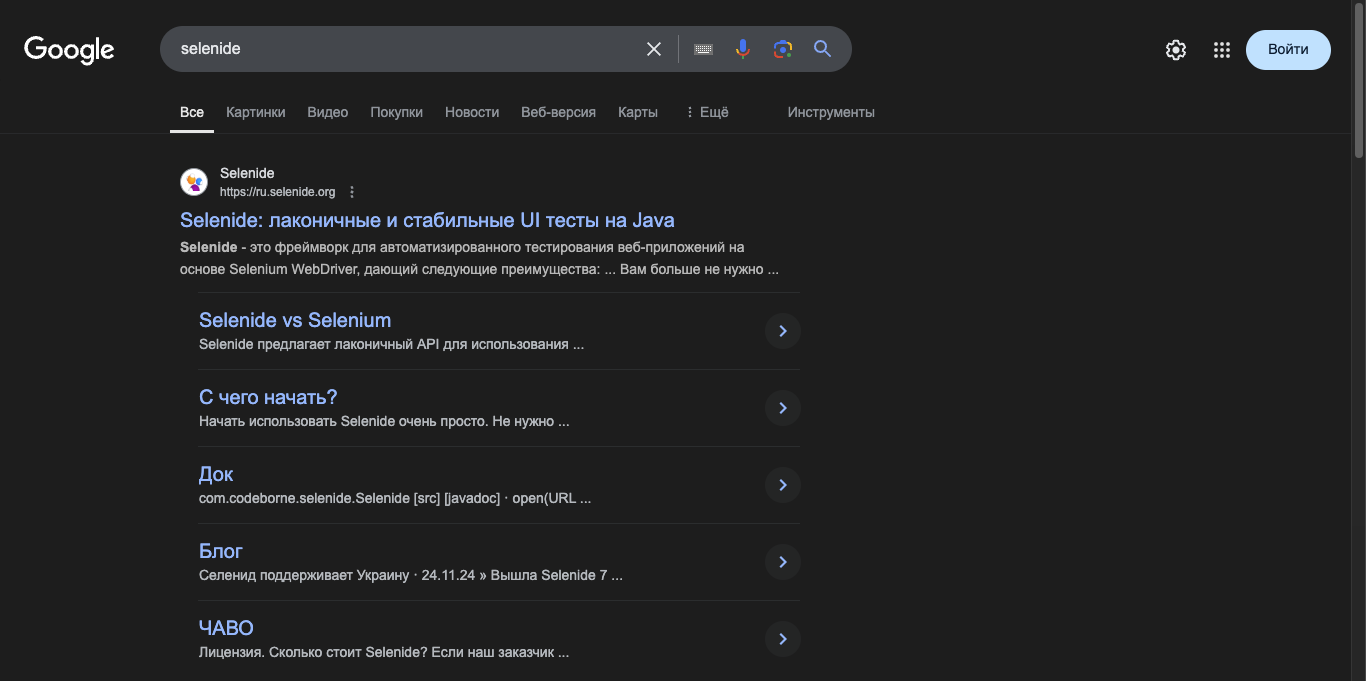 Google
selenide
Войти
Все Картинки Видео Покупки Новости Веб-версия Карты Ещё Инструменты
Selenide
https://ru.selenide.org
Selenide: лаконичные и стабильные UI тесты на Java
Selenide - это фреймворк для автоматизированного тестирования веб-приложений на
основе Selenium WebDriver, дающий следующие преимущества: ... Вам больше не нужно ...
Selenide vs Selenium
Selenide предлагает лаконичный API для использования ...
С чего начать?
Начать использовать Selenide очень просто. Не нужно ...
Док
com.codeborne.selenide.Selenide [src] [javadoc] · open(URL ...
Блог
Селенид поддерживает Украину · 24.11.24 » Вышла Selenide 7 ...
ЧАВО
Лицензия. Сколько стоит Selenide? Если наш заказчик ...